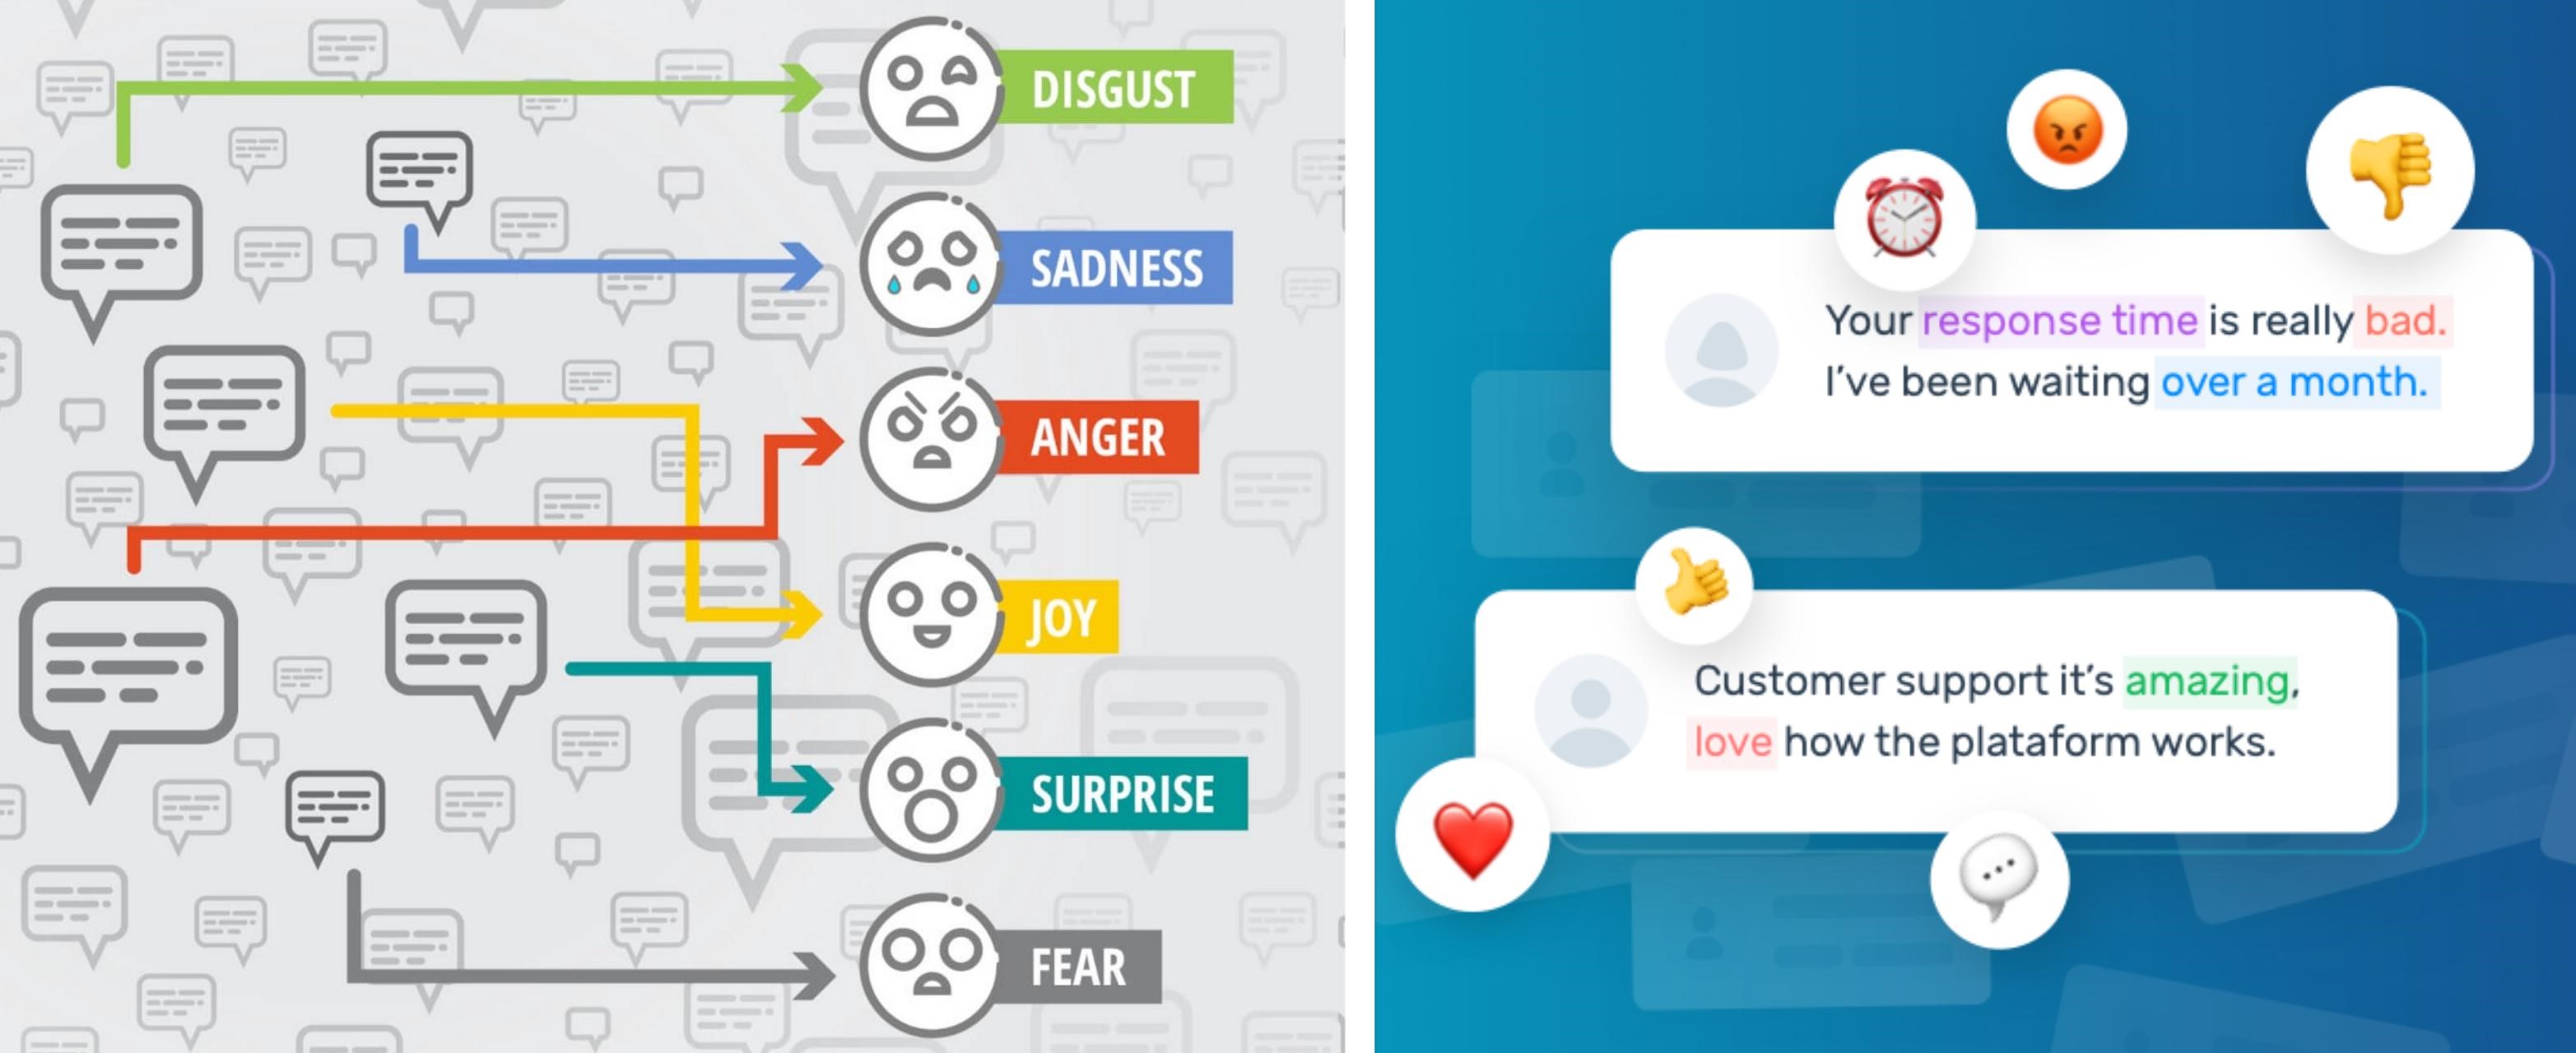 DISGUST
SADNESS
ANGER
JOY
SURPRISE
FEAR
Your response time is really bad.
I've been waiting over a month.
Customer support it's amazing,
love how the plataform works.